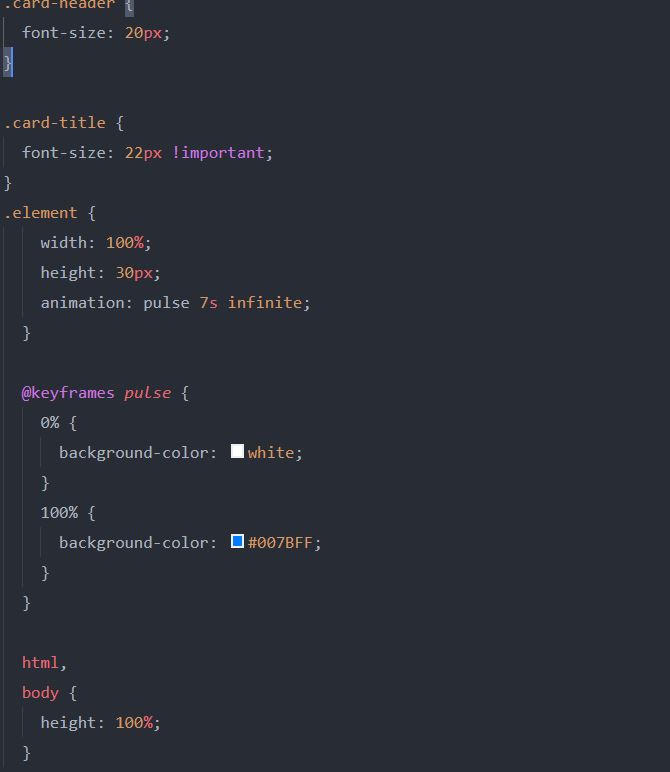 .card-header {
  font-size: 20px;
}

.card-title {
  font-size: 22px !important;
}
.element {
    width: 100%;
    height: 30px;
    animation: pulse 7s infinite;
  }

  @keyframes pulse {
    0% {
      background-color: white;
    }
    100% {
      background-color: #007BFF;
    }
  }

  html,
  body {
    height: 100%;
  }